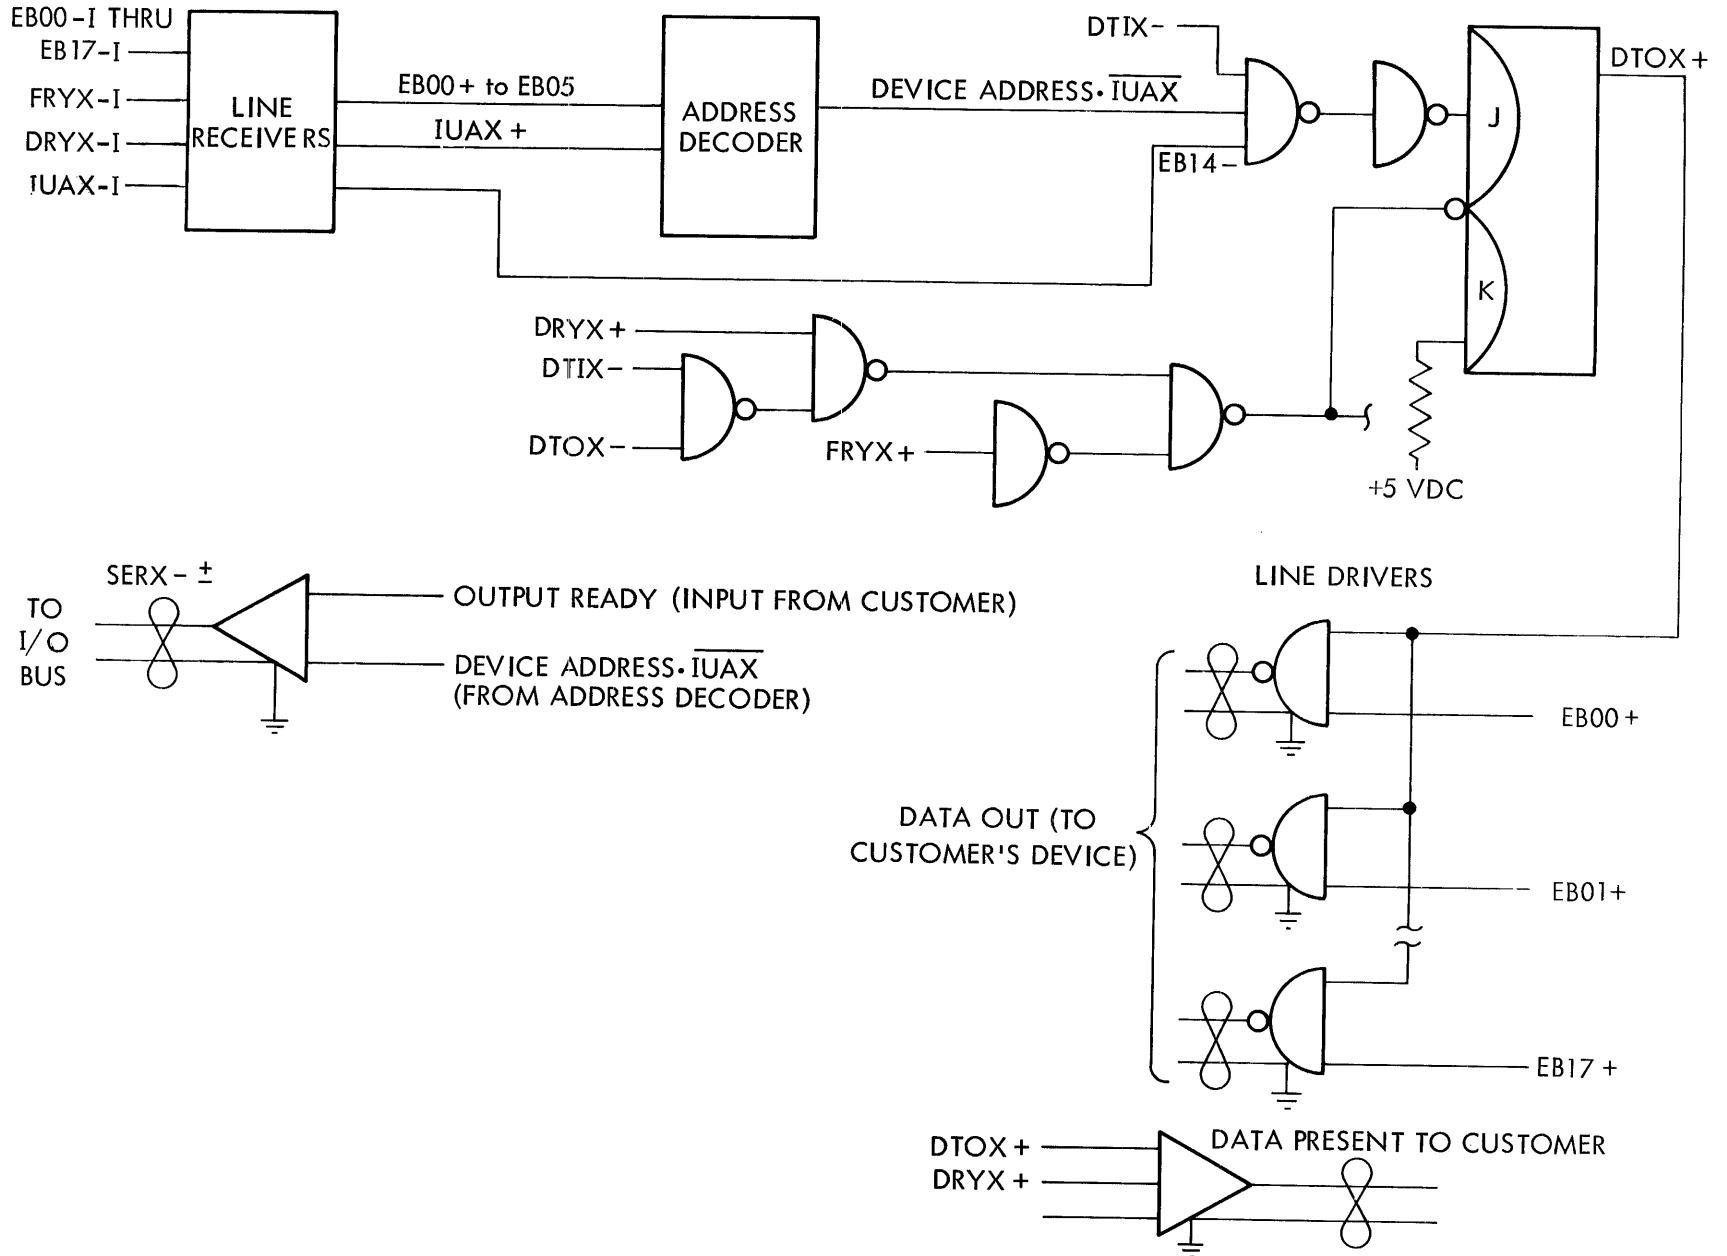 EB00-I THRU
EB17-I
FRYX-I
DRYX-I
IUAX-I
LINE
RECEIVERS
EB00+ to EB05
IUAX+
ADDRESS
DECODER
DEVICE ADDRESS·IUAX
DTIX-
EB14-
J
K
DTOX+
DRYX+
DTIX-
DTOX-
FRYX+
+5 VDC
SERX- ±
TO
I/O
BUS
OUTPUT READY (INPUT FROM CUSTOMER)
DEVICE ADDRESS·IUAX
(FROM ADDRESS DECODER)
LINE DRIVERS
EB00+
DATA OUT (TO
CUSTOMER'S DEVICE)
EB01+
EB17+
DTOX+
DRYX+
DATA PRESENT TO CUSTOMER